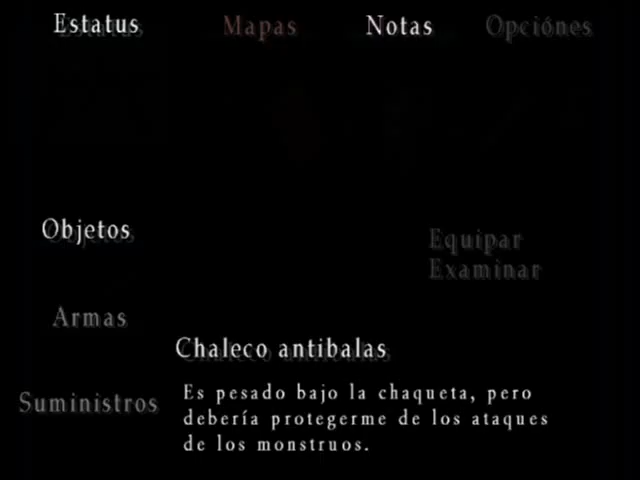 Estatus Mapas Notas Opciónes
Objetos
Equipar
Examinar
Armas
Chaleco antibalas
Suministros
Es pesado bajo la chaqueta, pero
debería protegerme de los ataques
de los monstruos.